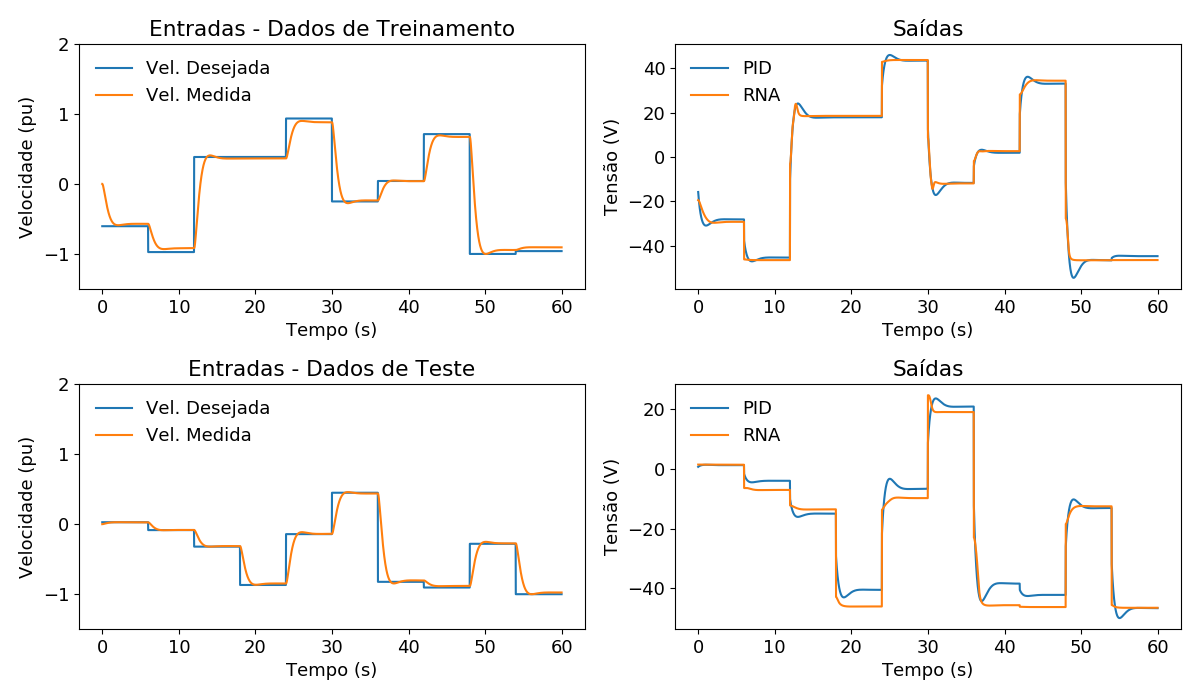 Entradas - Dados de Treinamento
Vel. Desejada
Vel. Medida
Velocidade (pu)
2
1
0
−1
0 10 20 30 40 50 60
Tempo (s)
Saídas
PID
RNA
Tensão (V)
40
20
0
−20
−40
0 10 20 30 40 50 60
Tempo (s)
Entradas - Dados de Teste
Vel. Desejada
Vel. Medida
Velocidade (pu)
2
1
0
−1
0 10 20 30 40 50 60
Tempo (s)
Saídas
PID
RNA
Tensão (V)
20
0
−20
−40
0 10 20 30 40 50 60
Tempo (s)